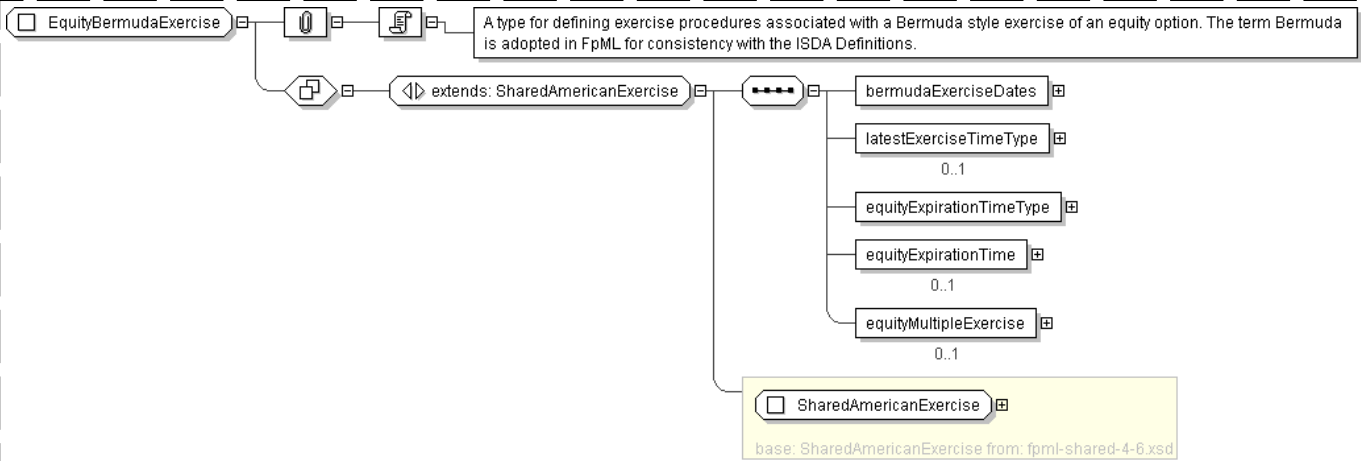 EquityBermudaExercise
A type for defining exercise procedures associated with a Bermuda style exercise of an equity option. The term Bermuda
is adopted in FpML for consistency with the ISDA Definitions.
extends: SharedAmericanExercise
bermudaExerciseDates
latestExerciseTimeType
0..1
equityExpirationTimeType
equityExpirationTime
0..1
equityMultipleExercise
0..1
SharedAmericanExercise
base: SharedAmericanExercise from: fpml-shared-4-6.xsd